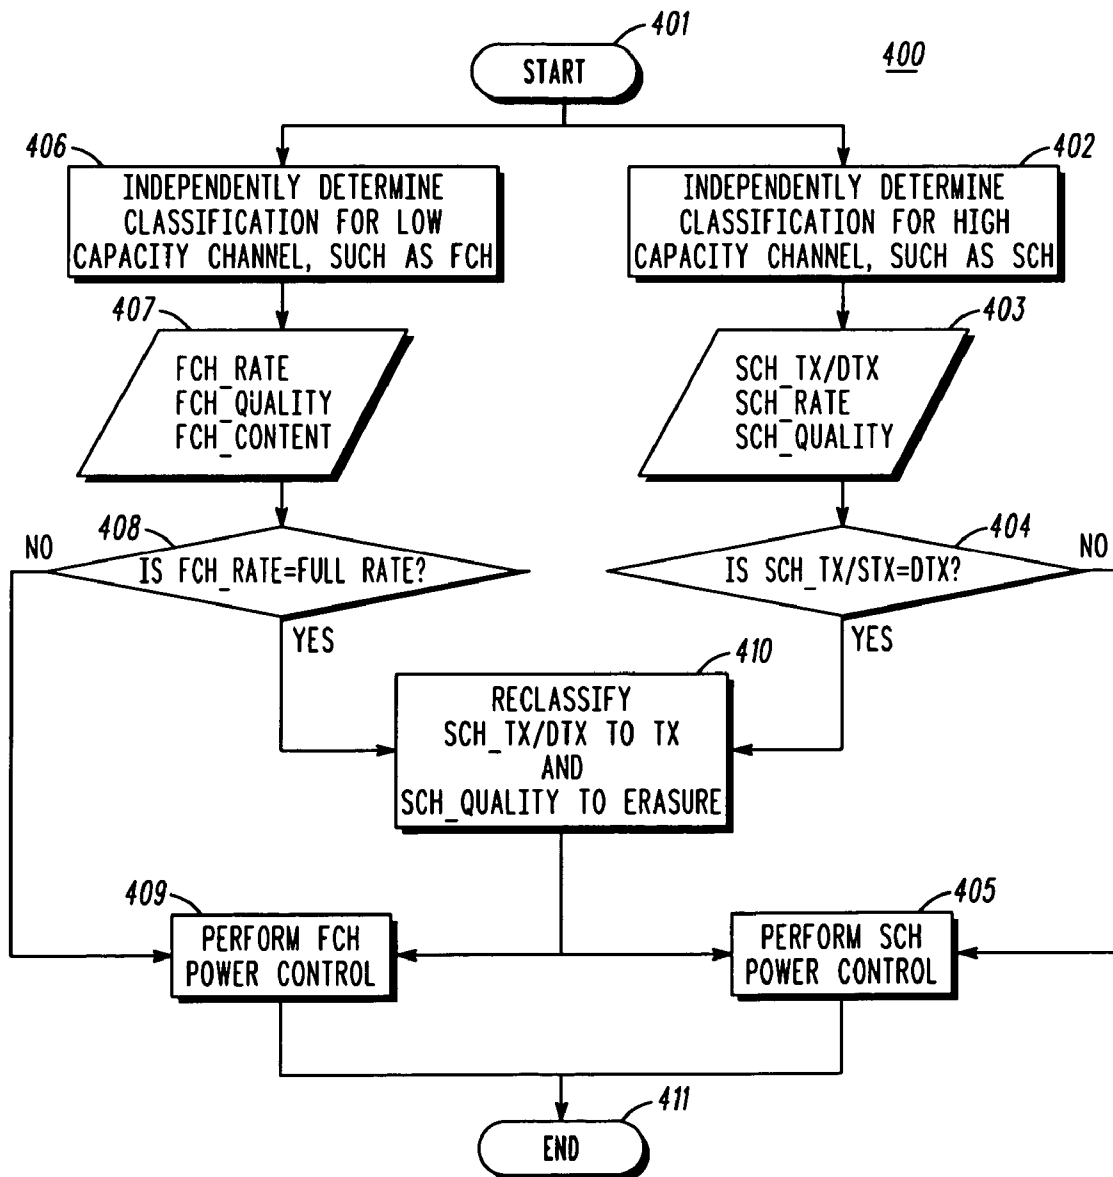 401
START
400
406
INDEPENDENTLY DETERMINE
CLASSIFICATION FOR LOW
CAPACITY CHANNEL, SUCH AS FCH
402
INDEPENDENTLY DETERMINE
CLASSIFICATION FOR HIGH
CAPACITY CHANNEL, SUCH AS SCH
407
FCH_RATE
FCH_QUALITY
FCH_CONTENT
403
SCH_TX/DTX
SCH_RATE
SCH_QUALITY
408
NO
IS FCH_RATE=FULL RATE?
YES
404
NO
IS SCH_TX/STX=DTX?
YES
410
RECLASSIFY
SCH_TX/DTX TO TX
AND
SCH_QUALITY TO ERASURE
409
PERFORM FCH
POWER CONTROL
405
PERFORM SCH
POWER CONTROL
411
END